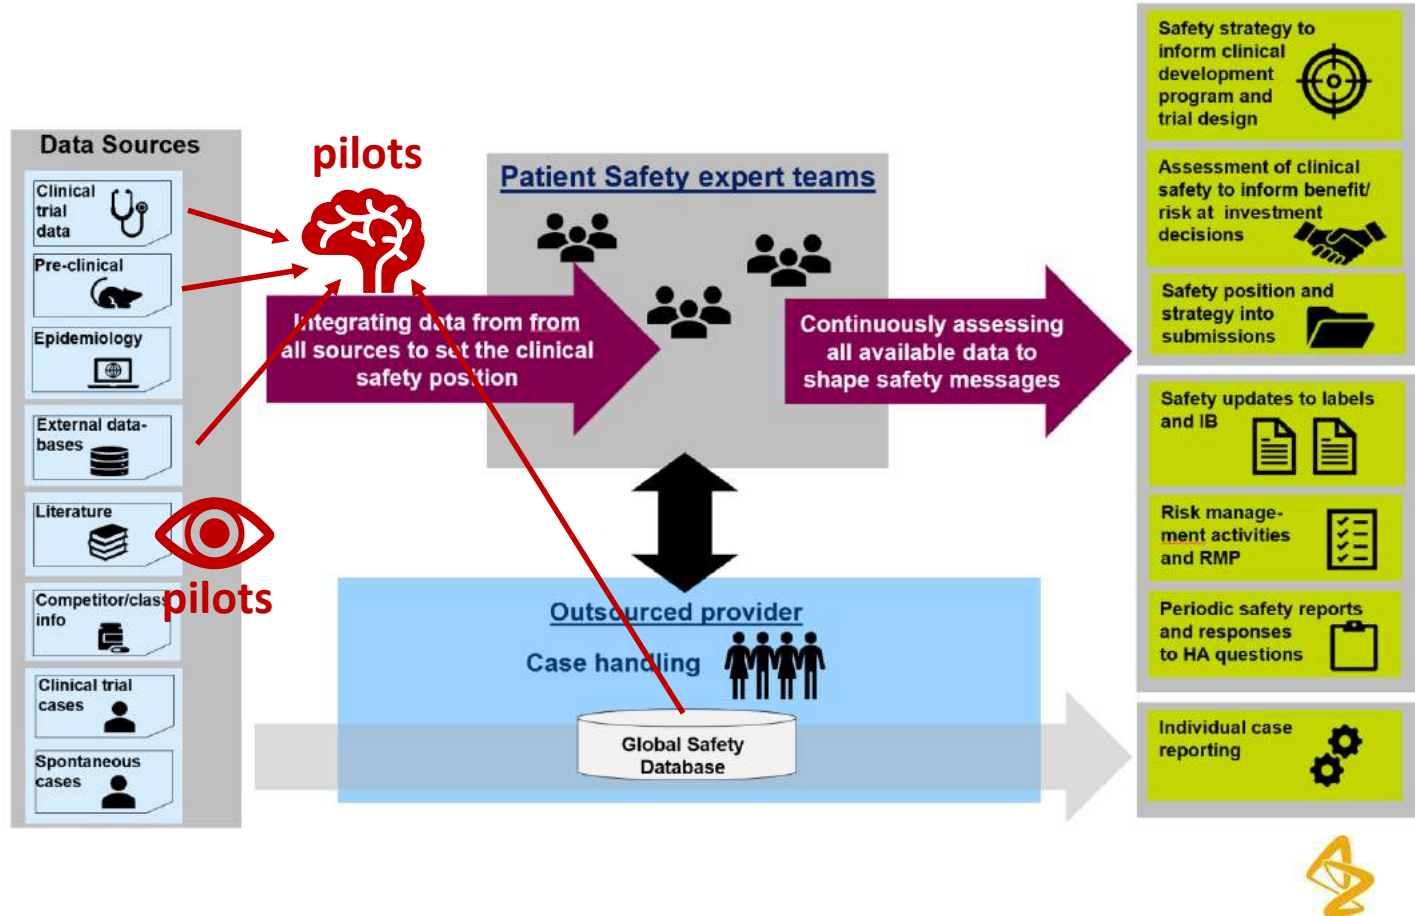 Data Sources
Clinical
trial
data
Pre-clinical
Epidemiology
External data-
bases
Literature
Competitor/class
info
Clinical trial
cases
Spontaneous
cases
pilots
pilots
Patient Safety expert teams
Integrating data from from
all sources to set the clinical
safety position
Continuously assessing
all available data to
shape safety messages
Outsourced provider
Case handling
Global Safety
Database
Safety strategy to
inform clinical
development
program and
trial design
Assessment of clinical
safety to inform benefit/
risk at investment
decisions
Safety position and
strategy into
submissions
Safety updates to labels
and IB
Risk manage-
ment activities
and RMP
Periodic safety reports
and responses
to HA questions
Individual case
reporting